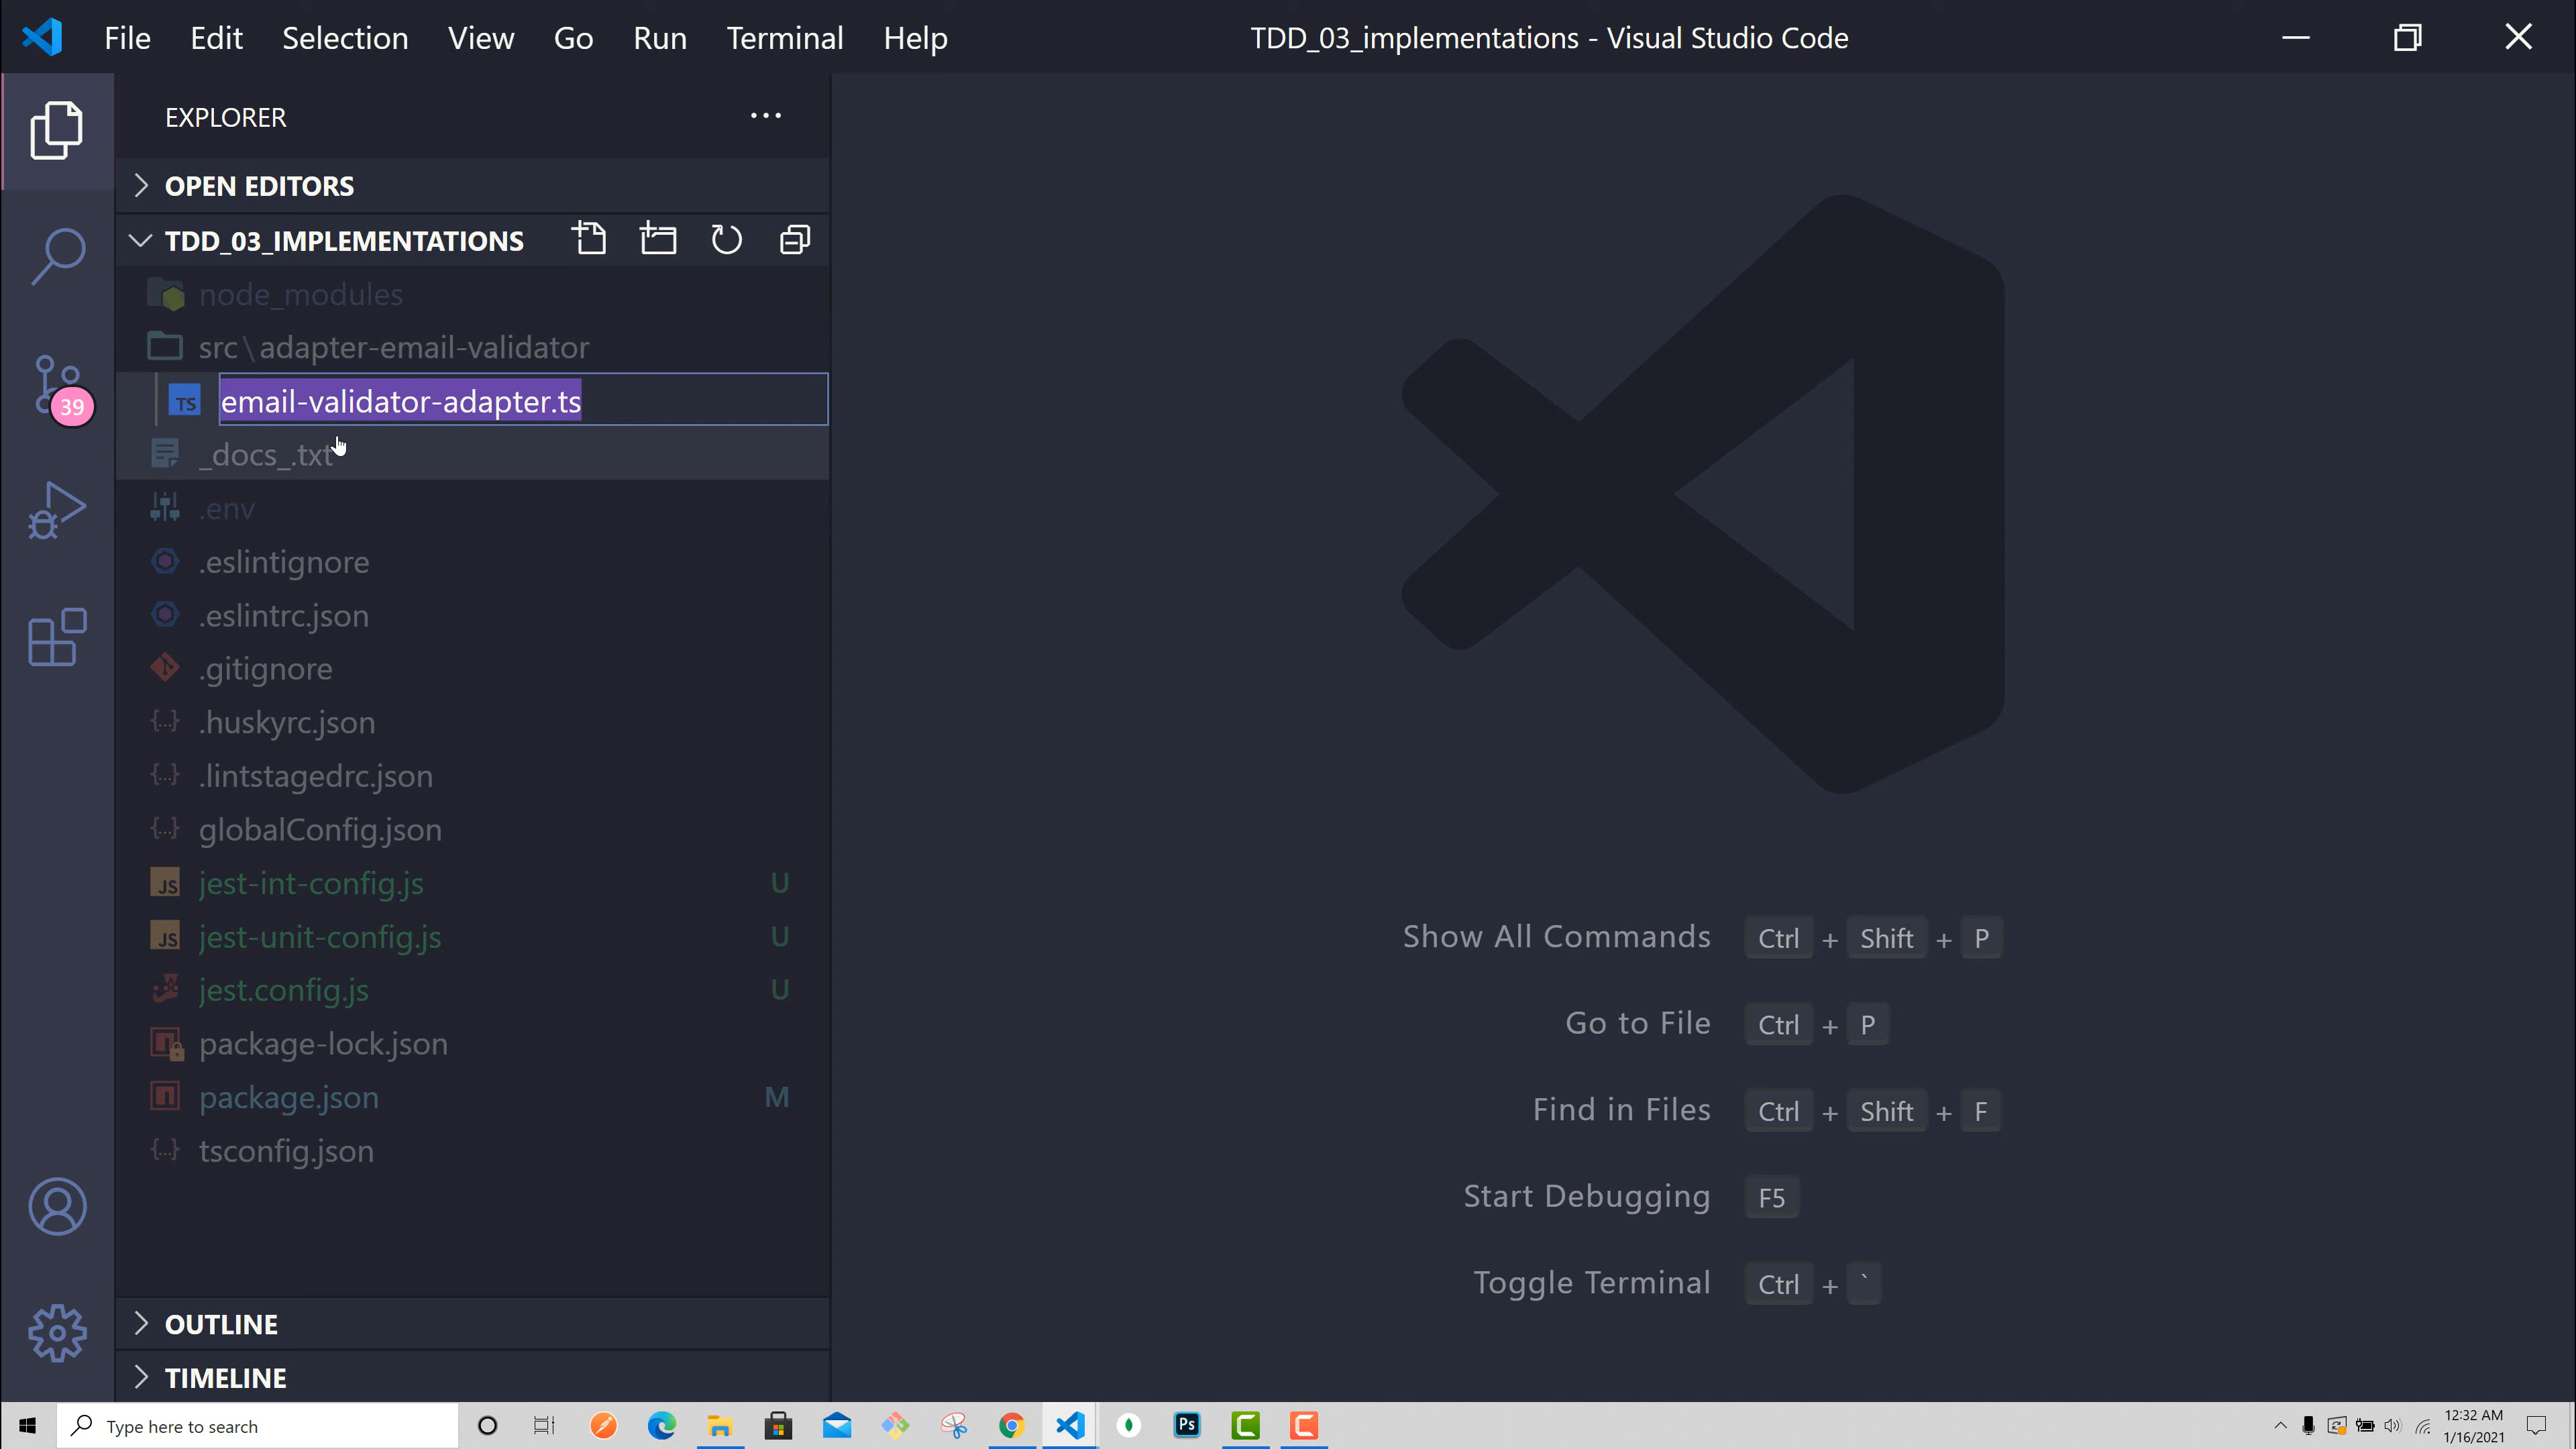 File Edit Selection View Go Run Terminal Help TDD_03_implementations - Visual Studio Code
EXPLORER
OPEN EDITORS
TDD_03_IMPLEMENTATIONS
node_modules
src\adapter-email-validator
TS email-validator-adapter.ts
39
_docs_.txt
.env
.eslintignore
.eslintrc.json
.gitignore
.huskyrc.json
.lintstagedrc.json
globalConfig.json
JS jest-int-config.js U
JS jest-unit-config.js U
jest.config.js U
package-lock.json
package.json M
tsconfig.json
OUTLINE
TIMELINE
Show All Commands Ctrl + Shift + P
Go to File Ctrl + P
Find in Files Ctrl + Shift + F
Start Debugging F5
Toggle Terminal Ctrl + `
Type here to search
Ps
12:32 AM
1/16/2021